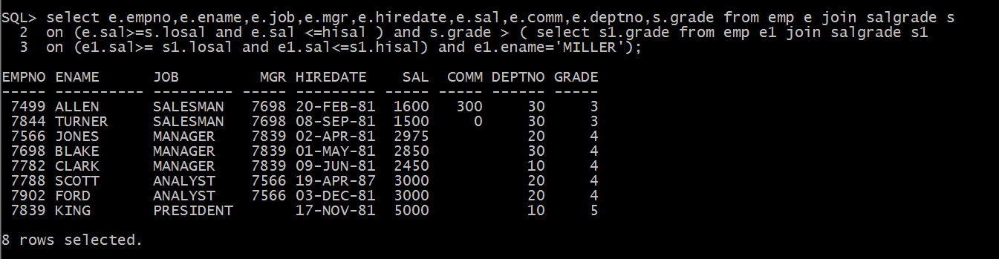 SQL> select e.empno,e.ename,e.job,e.mgr,e.hiredate,e.sal,e.comm,e.deptno,s.grade from emp e join salgrade s
  2  on (e.sal>=s.losal and e.sal <=hisal ) and s.grade > ( select s1.grade from emp e1 join salgrade s1
  3  on (e1.sal>= s1.losal and e1.sal<=s1.hisal) and e1.ename='MILLER');
EMPNO ENAME      JOB         MGR HIREDATE    SAL  COMM DEPTNO GRADE
----- ---------- --------- ----- --------- ----- ----- ------ -----
 7499 ALLEN      SALESMAN   7698 20-FEB-81  1600   300     30     3
 7844 TURNER     SALESMAN   7698 08-SEP-81  1500     0     30     3
 7566 JONES      MANAGER    7839 02-APR-81  2975           20     4
 7698 BLAKE      MANAGER    7839 01-MAY-81  2850           30     4
 7782 CLARK      MANAGER    7839 09-JUN-81  2450           10     4
 7788 SCOTT      ANALYST    7566 19-APR-87  3000           20     4
 7902 FORD       ANALYST    7566 03-DEC-81  3000           20     4
 7839 KING       PRESIDENT       17-NOV-81  5000           10     5
8 rows selected.